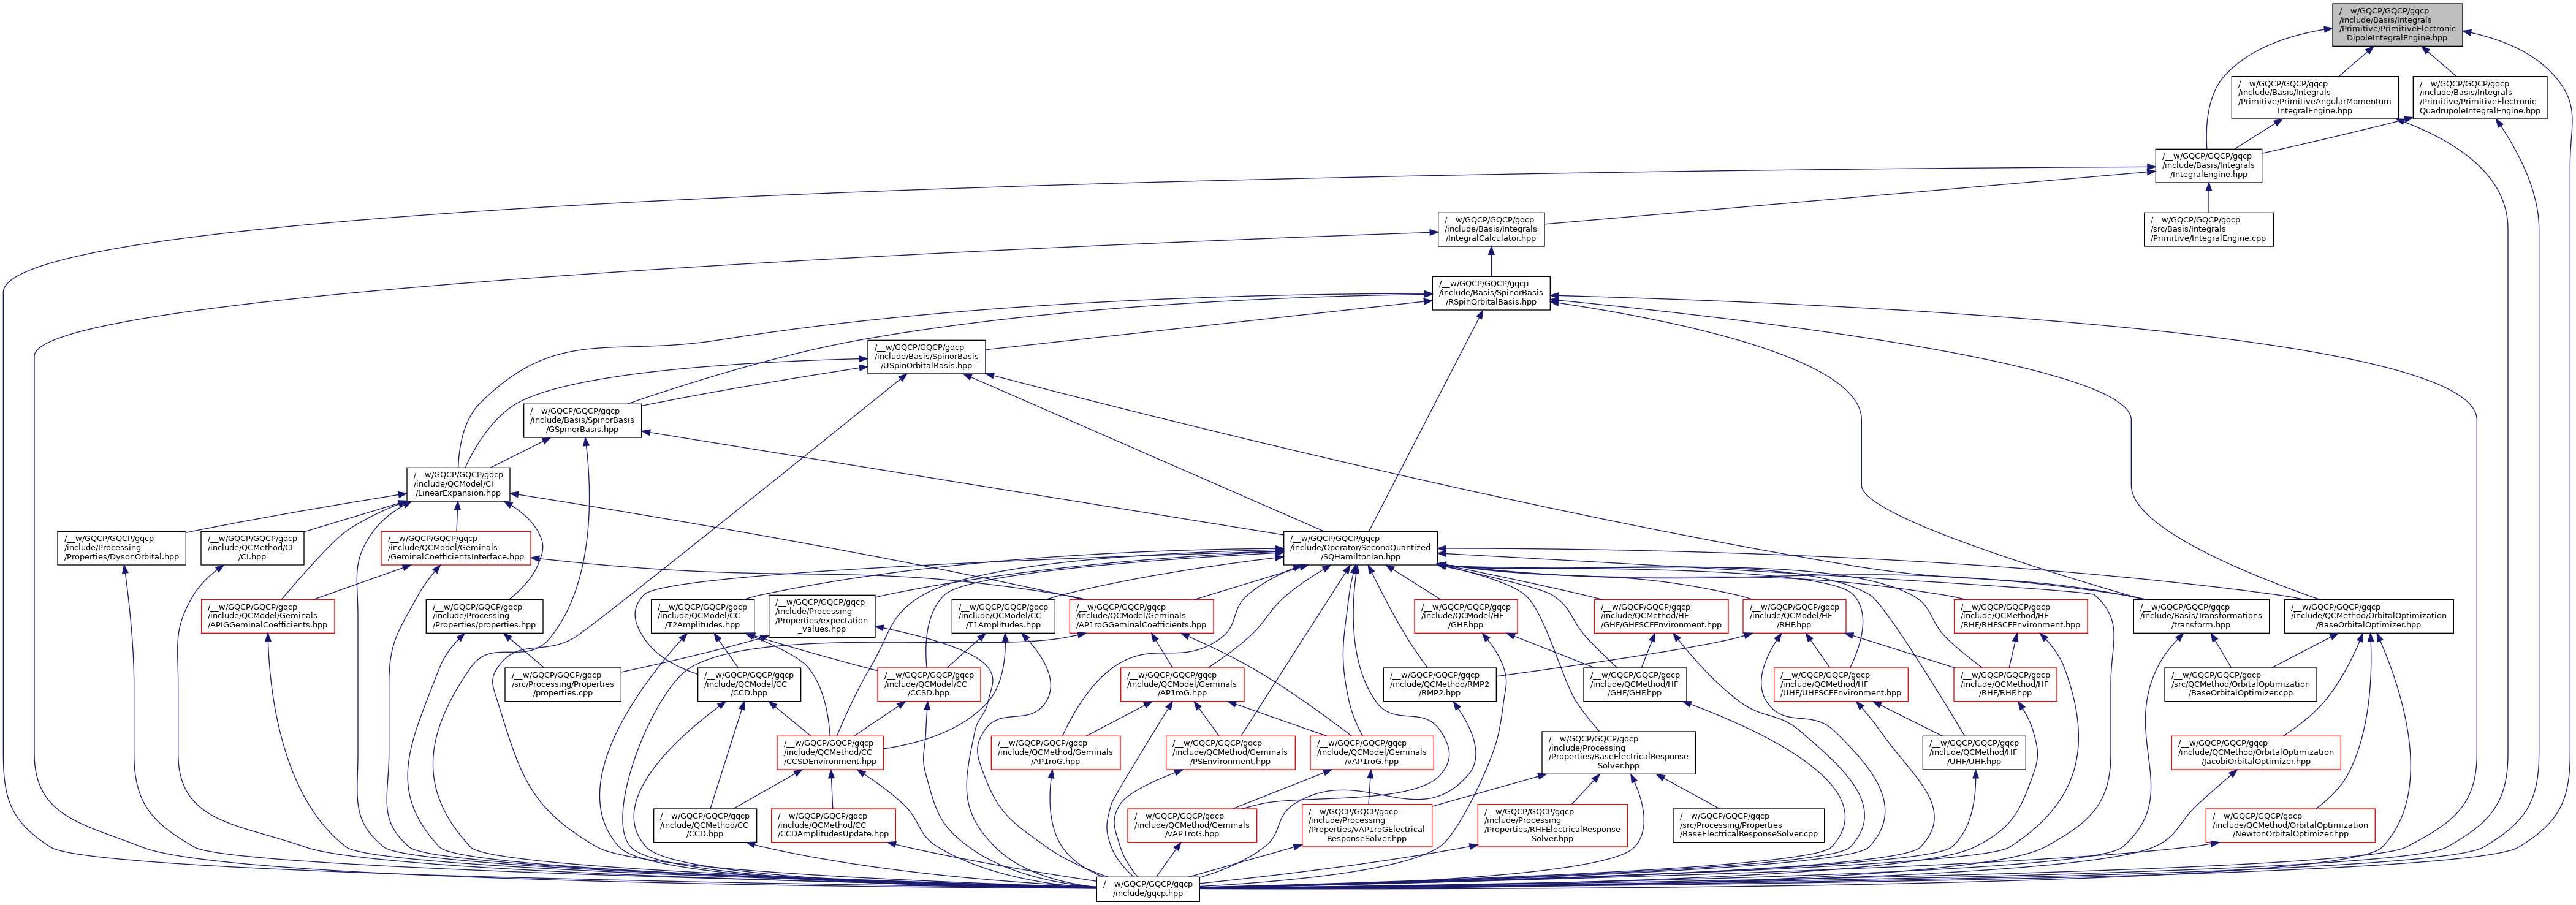 /__w/GQCP/GQCP/gqcp
/include/Basis/Integrals
/Primitive/PrimitiveElectronic
DipoleIntegralEngine.hpp
/__w/GQCP/GQCP/gqcp
/include/Basis/Integrals
/Primitive/PrimitiveAngularMomentum
IntegralEngine.hpp
/__w/GQCP/GQCP/gqcp
/include/Basis/Integrals
/Primitive/PrimitiveElectronic
QuadrupoleIntegralEngine.hpp
/__w/GQCP/GQCP/gqcp
/include/Basis/Integrals
/IntegralEngine.hpp
/__w/GQCP/GQCP/gqcp
/include/Basis/Integrals
/IntegralCalculator.hpp
/__w/GQCP/GQCP/gqcp
/src/Basis/Integrals
/Primitive/IntegralEngine.cpp
/__w/GQCP/GQCP/gqcp
/include/Basis/SpinorBasis
/RSpinOrbitalBasis.hpp
/__w/GQCP/GQCP/gqcp
/include/Basis/SpinorBasis
/USpinOrbitalBasis.hpp
/__w/GQCP/GQCP/gqcp
/include/Basis/SpinorBasis
/GSpinorBasis.hpp
/__w/GQCP/GQCP/gqcp
/include/QCModel/CI
/LinearExpansion.hpp
/__w/GQCP/GQCP/gqcp
/include/Processing
/Properties/DysonOrbital.hpp
/__w/GQCP/GQCP/gqcp
/include/QCMethod/CI
/CI.hpp
/__w/GQCP/GQCP/gqcp
/include/QCModel/Geminals
/GeminalCoefficientsInterface.hpp
/__w/GQCP/GQCP/gqcp
/include/Operator/SecondQuantized
/SQHamiltonian.hpp
/__w/GQCP/GQCP/gqcp
/include/QCModel/Geminals
/APIGGeminalCoefficients.hpp
/__w/GQCP/GQCP/gqcp
/include/Processing
/Properties/properties.hpp
/__w/GQCP/GQCP/gqcp
/include/QCModel/CC
/T2Amplitudes.hpp
/__w/GQCP/GQCP/gqcp
/include/Processing
/Properties/expectation
_values.hpp
/__w/GQCP/GQCP/gqcp
/include/QCModel/CC
/T1Amplitudes.hpp
/__w/GQCP/GQCP/gqcp
/include/QCModel/Geminals
/AP1roGGeminalCoefficients.hpp
/__w/GQCP/GQCP/gqcp
/include/QCModel/HF
/GHF.hpp
/__w/GQCP/GQCP/gqcp
/include/QCMethod/HF
/GHF/GHFSCFEnvironment.hpp
/__w/GQCP/GQCP/gqcp
/include/QCModel/HF
/RHF.hpp
/__w/GQCP/GQCP/gqcp
/include/QCMethod/HF
/RHF/RHFSCFEnvironment.hpp
/__w/GQCP/GQCP/gqcp
/include/Basis/Transformations
/transform.hpp
/__w/GQCP/GQCP/gqcp
/include/QCMethod/OrbitalOptimization
/BaseOrbitalOptimizer.hpp
/__w/GQCP/GQCP/gqcp
/src/Processing/Properties
/properties.cpp
/__w/GQCP/GQCP/gqcp
/include/QCModel/CC
/CCD.hpp
/__w/GQCP/GQCP/gqcp
/include/QCModel/CC
/CCSD.hpp
/__w/GQCP/GQCP/gqcp
/include/QCModel/Geminals
/AP1roG.hpp
/__w/GQCP/GQCP/gqcp
/include/QCMethod/RMP2
/RMP2.hpp
/__w/GQCP/GQCP/gqcp
/include/QCMethod/HF
/GHF/GHF.hpp
/__w/GQCP/GQCP/gqcp
/include/QCMethod/HF
/UHF/UHFSCFEnvironment.hpp
/__w/GQCP/GQCP/gqcp
/include/QCMethod/HF
/RHF/RHF.hpp
/__w/GQCP/GQCP/gqcp
/src/QCMethod/OrbitalOptimization
/BaseOrbitalOptimizer.cpp
/__w/GQCP/GQCP/gqcp
/include/QCMethod/CC
/CCSDEnvironment.hpp
/__w/GQCP/GQCP/gqcp
/include/QCMethod/Geminals
/AP1roG.hpp
/__w/GQCP/GQCP/gqcp
/include/QCMethod/Geminals
/PSEnvironment.hpp
/__w/GQCP/GQCP/gqcp
/include/QCModel/Geminals
/vAP1roG.hpp
/__w/GQCP/GQCP/gqcp
/include/Processing
/Properties/BaseElectricalResponse
Solver.hpp
/__w/GQCP/GQCP/gqcp
/include/QCMethod/HF
/UHF/UHF.hpp
/__w/GQCP/GQCP/gqcp
/include/QCMethod/OrbitalOptimization
/JacobiOrbitalOptimizer.hpp
/__w/GQCP/GQCP/gqcp
/include/QCMethod/CC
/CCD.hpp
/__w/GQCP/GQCP/gqcp
/include/QCMethod/CC
/CCDAmplitudesUpdate.hpp
/__w/GQCP/GQCP/gqcp
/include/QCMethod/Geminals
/vAP1roG.hpp
/__w/GQCP/GQCP/gqcp
/include/Processing
/Properties/vAP1roGElectrical
ResponseSolver.hpp
/__w/GQCP/GQCP/gqcp
/include/Processing
/Properties/RHFElectricalResponse
Solver.hpp
/__w/GQCP/GQCP/gqcp
/src/Processing/Properties
/BaseElectricalResponseSolver.cpp
/__w/GQCP/GQCP/gqcp
/include/QCMethod/OrbitalOptimization
/NewtonOrbitalOptimizer.hpp
/__w/GQCP/GQCP/gqcp
/include/gqcp.hpp